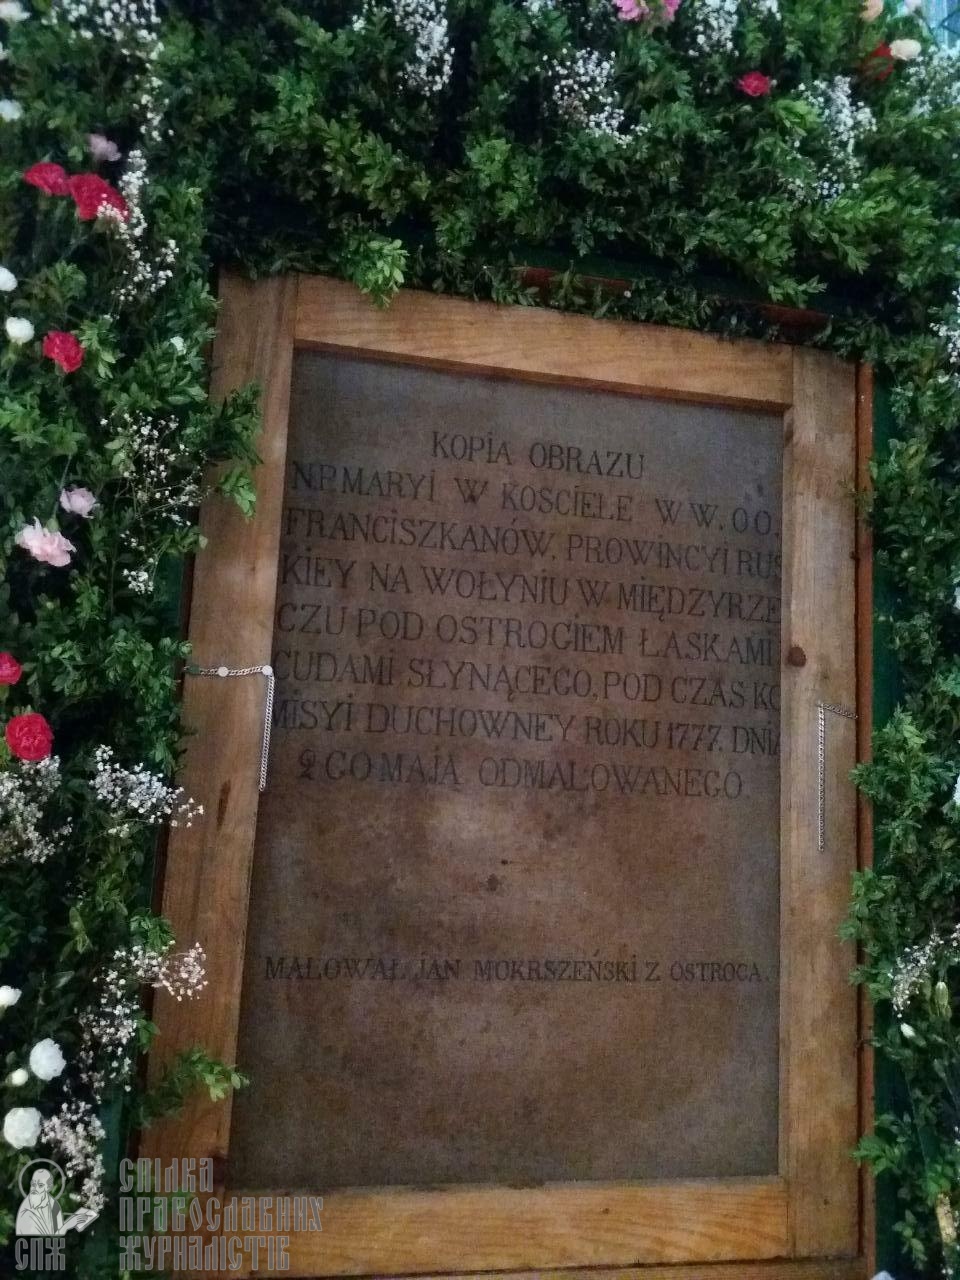 KOPiA OBRAZU
N.P.MARYi W KOSCiELE W W. O O.
FRANCiSZKANÓW, PROWiNCYi RUS
KiEY NA WOŁYNiU W MiĘDZYRZE
CZU POD OSTROGiEM ŁASKAMi
CUDAMi SŁYNĄCEGO, POD CZAS KO
MiSYi DUCHOWNEY ROKU 1777. DNiA
2 GO MAJA ODMALOWANEGO.
MALOWAŁ JAN MOKRSZEŃSKi Z OSTROGA.
СПІЛКА
ПРАВОСЛАВНИХ
ЖУРНАЛІСТІВ
СПЖ